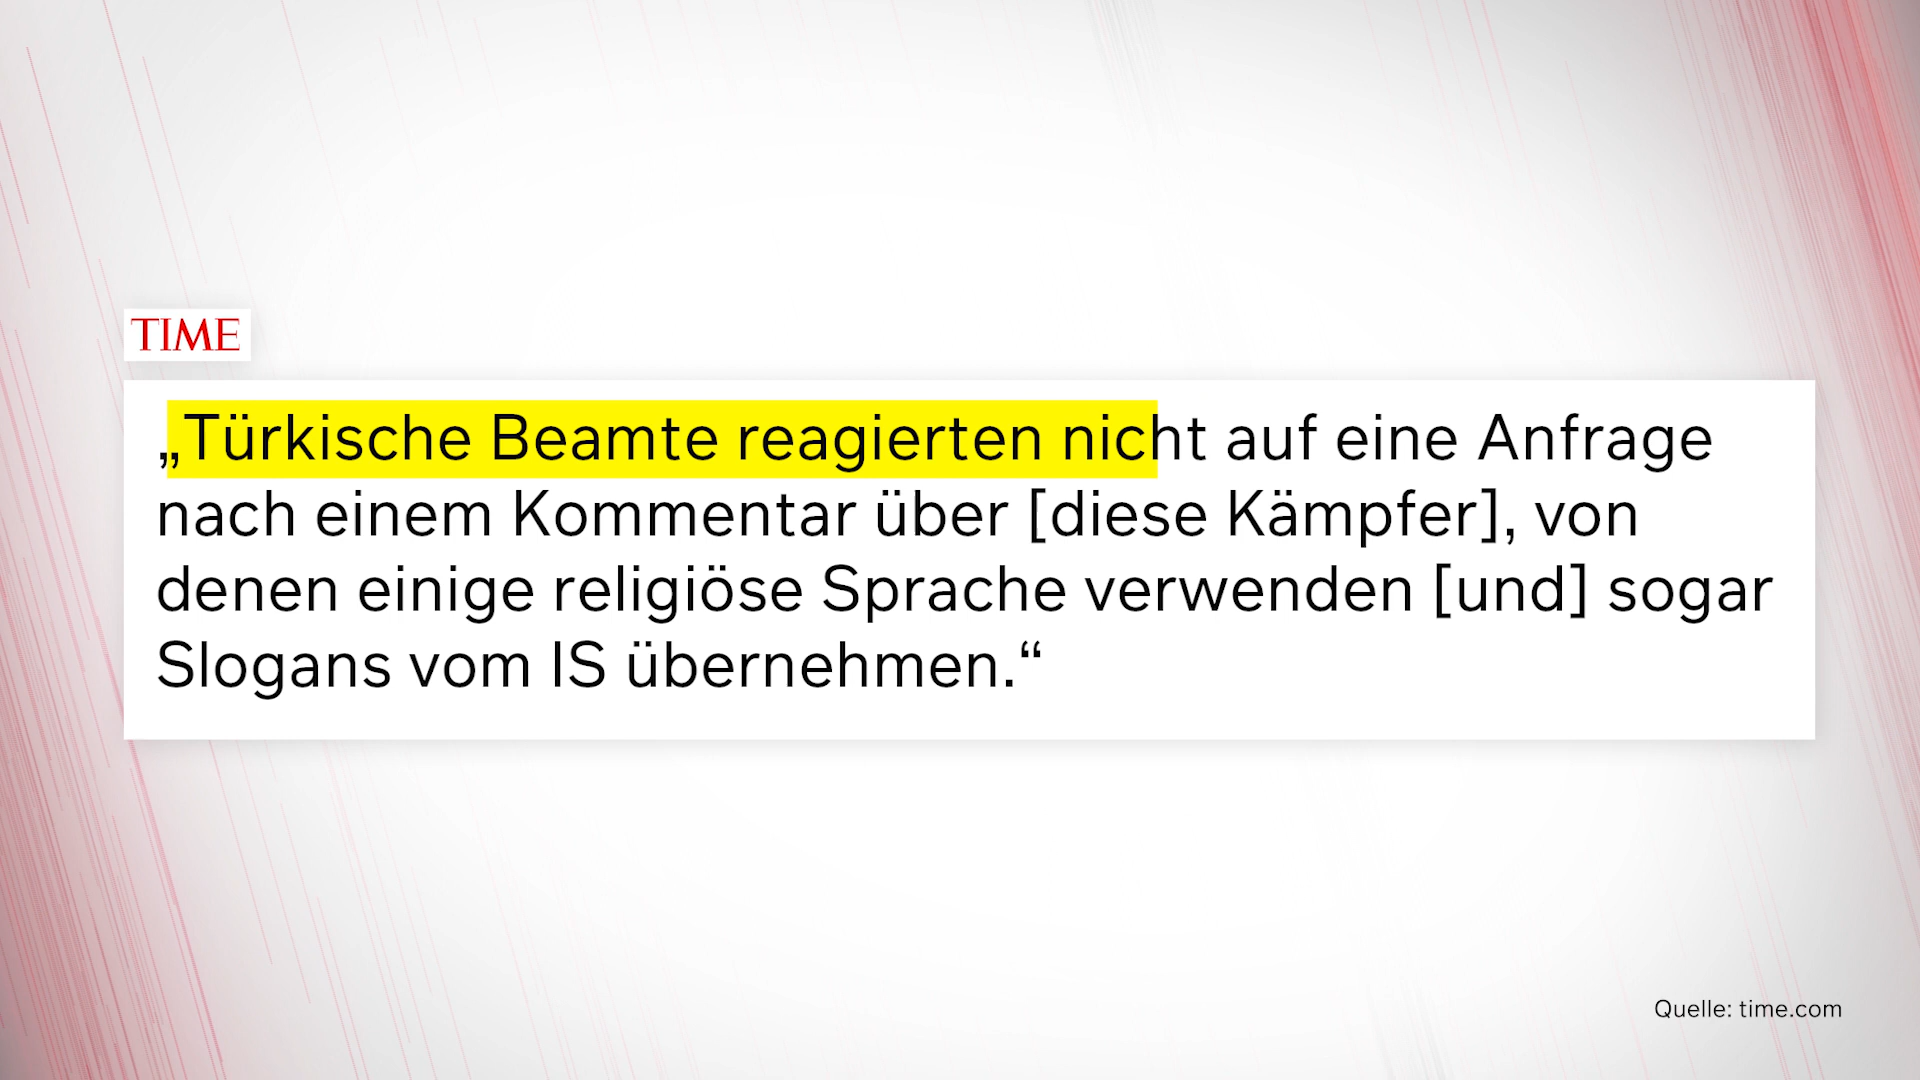 TIME
„Türkische Beamte reagierten nicht auf eine Anfrage
nach einem Kommentar über [diese Kämpfer], von
denen einige religiöse Sprache verwenden [und] sogar
Slogans vom IS übernehmen.“
Quelle: time.com